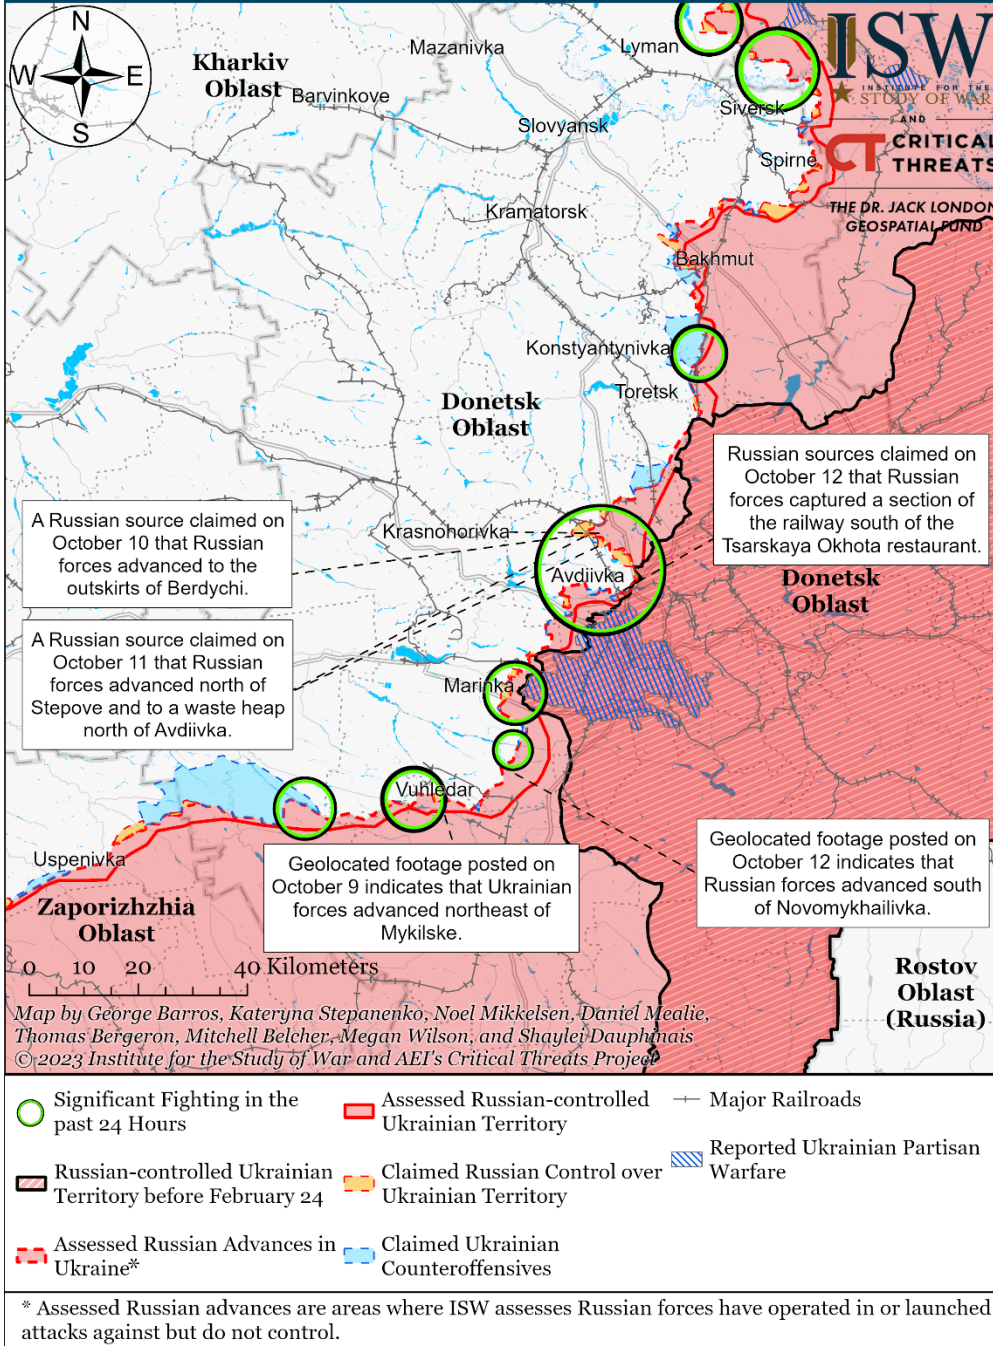 N
W
E
S
Kharkiv
Oblast
Mazanivka
Lyman
ISW
INSTITUTE FOR THE
STUDY OF WAR
AND
CRITICAL
THREATS
CT
THE DR. JACK LONDON
GEOSPATIAL FUND
Barvinkove
Slovyansk
Siversk
Spirne
Kramatorsk
Bakhmut
Konstyantynivka
Toretsk
Donetsk
Oblast
Russian sources claimed on
October 12 that Russian
forces captured a section of
the railway south of the
Tsarskaya Okhota restaurant.
A Russian source claimed on
October 10 that Russian
forces advanced to the
outskirts of Berdychi.
Krasnohorivka
Avdiivka
Donetsk
Oblast
A Russian source claimed on
October 11 that Russian
forces advanced north of
Stepove and to a waste heap
north of Avdiivka.
Marinka
Vuhledar
Uspenivka
Geolocated footage posted on
October 9 indicates that Ukrainian
forces advanced northeast of
Mykilske.
Geolocated footage posted on
October 12 indicates that
Russian forces advanced south
of Novomykhailivka.
Zaporizhzhia
Oblast
Rostov
Oblast
(Russia)
0 10 20 40 Kilometers
Map by George Barros, Kateryna Stepanenko, Noel Mikkelsen, Daniel Mealie,
Thomas Bergeron, Mitchell Belcher, Megan Wilson, and Shaylei Dauphinais
© 2023 Institute for the Study of War and AEI's Critical Threats Project
Significant Fighting in the
past 24 Hours
Russian-controlled Ukrainian
Territory before February 24
Assessed Russian Advances in
Ukraine*
Assessed Russian-controlled
Ukrainian Territory
Claimed Russian Control over
Ukrainian Territory
Claimed Ukrainian
Counteroffensives
Major Railroads
Reported Ukrainian Partisan
Warfare
* Assessed Russian advances are areas where ISW assesses Russian forces have operated in or launched
attacks against but do not control.